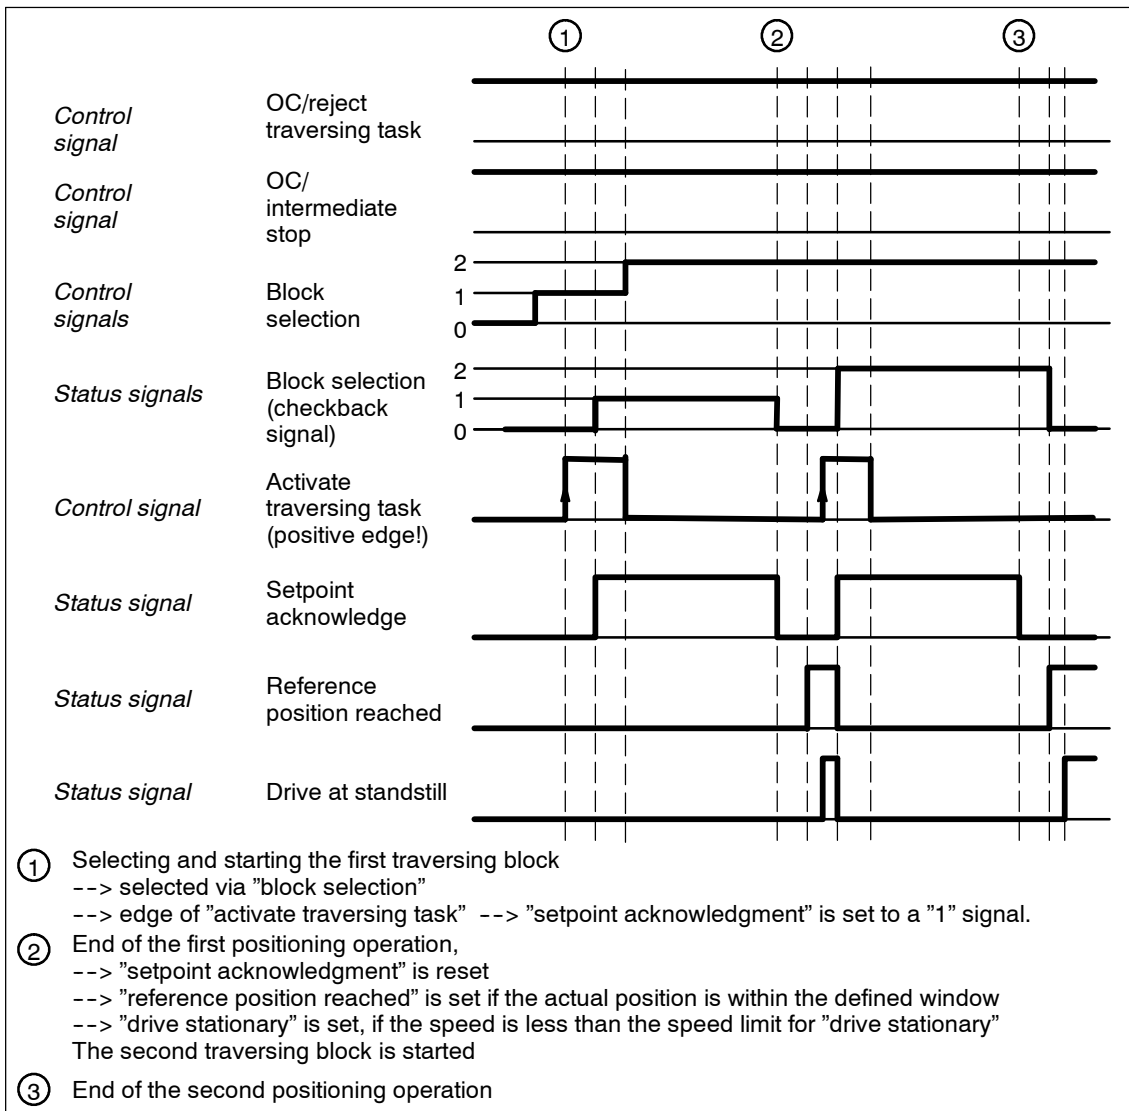 1 2 3
Control signal
OC/reject traversing task
Control signal
OC/ intermediate stop
Control signals
Block selection
2
1
0
Status signals
Block selection (checkback signal)
2
1
0
Control signal
Activate traversing task (positive edge!)
Status signal
Setpoint acknowledge
Status signal
Reference position reached
Status signal
Drive at standstill
1 Selecting and starting the first traversing block
--> selected via ”block selection”
--> edge of ”activate traversing task” --> ”setpoint acknowledgment” is set to a ”1” signal.
2 End of the first positioning operation,
--> ”setpoint acknowledgment” is reset
--> ”reference position reached” is set if the actual position is within the defined window
--> ”drive stationary” is set, if the speed is less than the speed limit for ”drive stationary”
The second traversing block is started
3 End of the second positioning operation